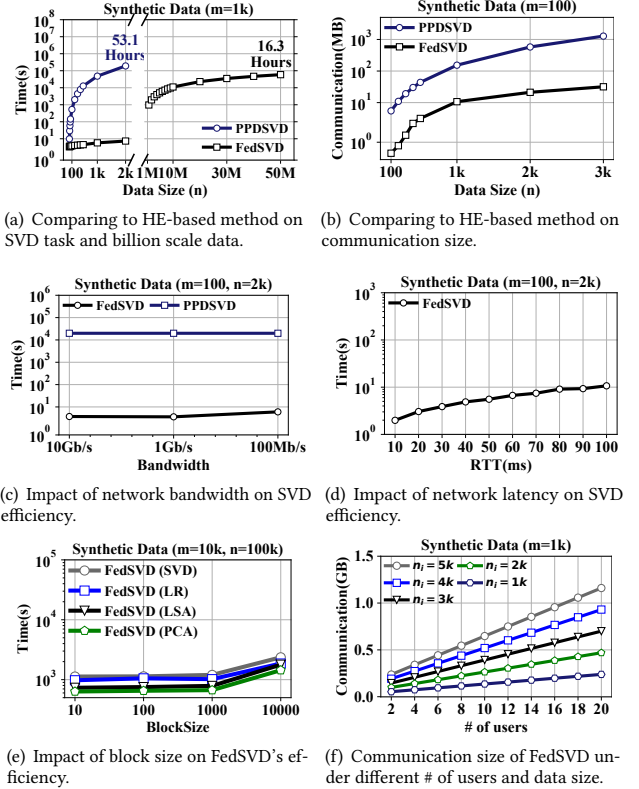 Synthetic Data (m=1k)
10^8
10^7
10^6
10^5
10^4
10^3
10^2
10^1
10^0
Time(s)
53.1
Hours
16.3
Hours
PPDSVD
FedSVD
100 1k 2k 1M 10M 30M 50M
Data Size (n)
(a) Comparing to HE-based method on
SVD task and billion scale data.
Synthetic Data (m=100)
PPDSVD
FedSVD
10^3
10^2
10^1
10^0
Communication(MB)
100 1k 2k 3k
Data Size (n)
(b) Comparing to HE-based method on
communication size.
Synthetic Data (m=100, n=2k)
FedSVD PPDSVD
10^6
10^5
10^4
10^3
10^2
10^1
10^0
Time(s)
10Gb/s 1Gb/s 100Mb/s
Bandwidth
(c) Impact of network bandwidth on SVD
efficiency.
Synthetic Data (m=100, n=2k)
FedSVD
10^3
10^2
10^1
10^0
Time(s)
10 20 30 40 50 60 70 80 90 100
RTT(ms)
(d) Impact of network latency on SVD
efficiency.
Synthetic Data (m=10k, n=100k)
FedSVD (SVD)
FedSVD (LR)
FedSVD (LSA)
FedSVD (PCA)
10^5
10^4
10^3
Time(s)
10 100 1000 10000
BlockSize
(e) Impact of block size on FedSVD's ef-
ficiency.
Synthetic Data (m=1k)
n_i = 5k n_i = 2k
n_i = 4k n_i = 1k
n_i = 3k
1.5
1.0
0.5
0.0
Communication(GB)
2 4 6 8 10 12 14 16 18 20
# of users
(f) Communication size of FedSVD un-
der different # of users and data size.